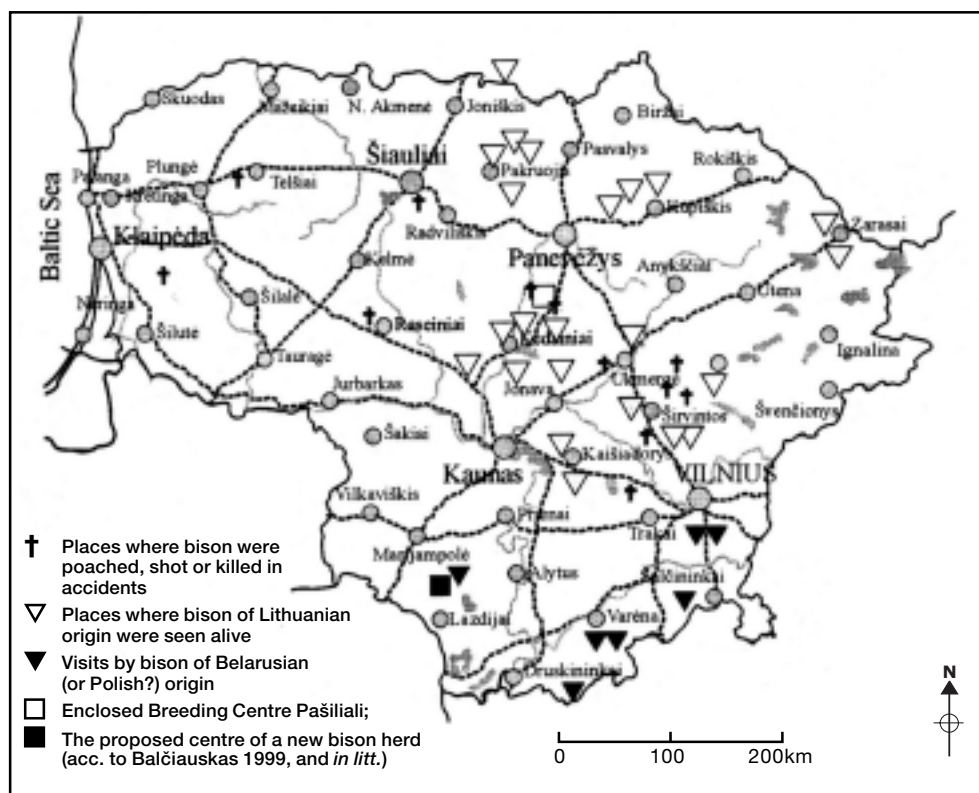 Skuodas
Mažeikiai
N. Akmenė
Joniškis
Biržai
Pasvalys
Rokiškis
Šiauliai
Pakruojis
Plungė
Telšiai
Palanga
Kretinga
Radviliškis
Kupiškis
Zarasai
Baltic Sea
Klaipėda
Panevėžys
Kelmė
Anykščiai
Utena
Neringa
Šilalė
Raseiniai
Kėdainiai
Ignalina
Šilutė
Tauragė
Ukmergė
Jurbarkas
Jonava
Širvintos
Švenčionys
Šakiai
Kaunas
Kaišiadorys
VILNIUS
Vilkaviškis
Prienai
Trakai
Marijampolė
Alytus
Šalčininkai
Lazdijai
Varėna
Druskininkai
Places where bison were
poached, shot or killed in
accidents
Places where bison of Lithuanian
origin were seen alive
Visits by bison of Belarusian
(or Polish?) origin
Enclosed Breeding Centre Pašiliali;
The proposed centre of a new bison herd
(acc. to Balčiauskas 1999, and in litt.)
0 100 200km
N